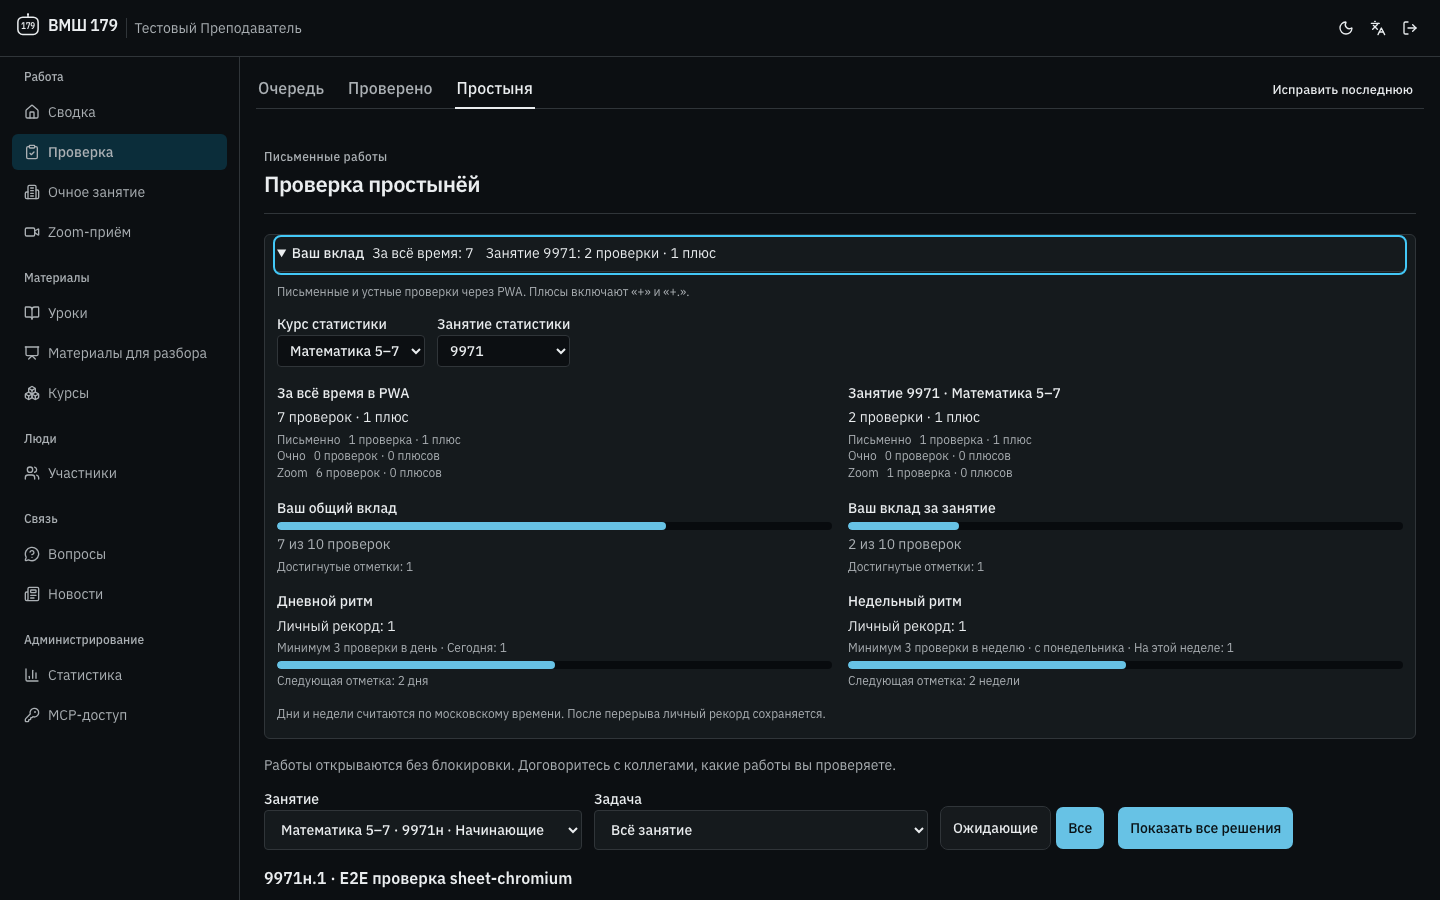 179 ВМШ 179 Тестовый Преподаватель
Работа
Сводка
Проверка
Очное занятие
Zoom-приём
Материалы
Уроки
Материалы для разбора
Курсы
Люди
Участники
Связь
Вопросы
Новости
Администрирование
Статистика
MCP-доступ
Очередь Проверено Простыня Исправить последнюю
Письменные работы
Проверка простынёй
▼ Ваш вклад За всё время: 7 Занятие 9971: 2 проверки · 1 плюс
Письменные и устные проверки через PWA. Плюсы включают «+» и «+.».
Курс статистики Занятие статистики
Математика 5–7 9971
За всё время в PWA
7 проверок · 1 плюс
Письменно 1 проверка · 1 плюс
Очно 0 проверок · 0 плюсов
Zoom 6 проверок · 0 плюсов
Занятие 9971 · Математика 5–7
2 проверки · 1 плюс
Письменно 1 проверка · 1 плюс
Очно 0 проверок · 0 плюсов
Zoom 1 проверка · 0 плюсов
Ваш общий вклад
7 из 10 проверок
Достигнутые отметки: 1
Ваш вклад за занятие
2 из 10 проверок
Достигнутые отметки: 1
Дневной ритм
Личный рекорд: 1
Минимум 3 проверки в день · Сегодня: 1
Следующая отметка: 2 дня
Недельный ритм
Личный рекорд: 1
Минимум 3 проверки в неделю · с понедельника · На этой неделе: 1
Следующая отметка: 2 недели
Дни и недели считаются по московскому времени. После перерыва личный рекорд сохраняется.
Работы открываются без блокировки. Договоритесь с коллегами, какие работы вы проверяете.
Занятие Задача
Математика 5–7 · 9971н · Начинающие Всё занятие Ожидающие Все Показать все решения
9971н.1 · E2E проверка sheet-chromium